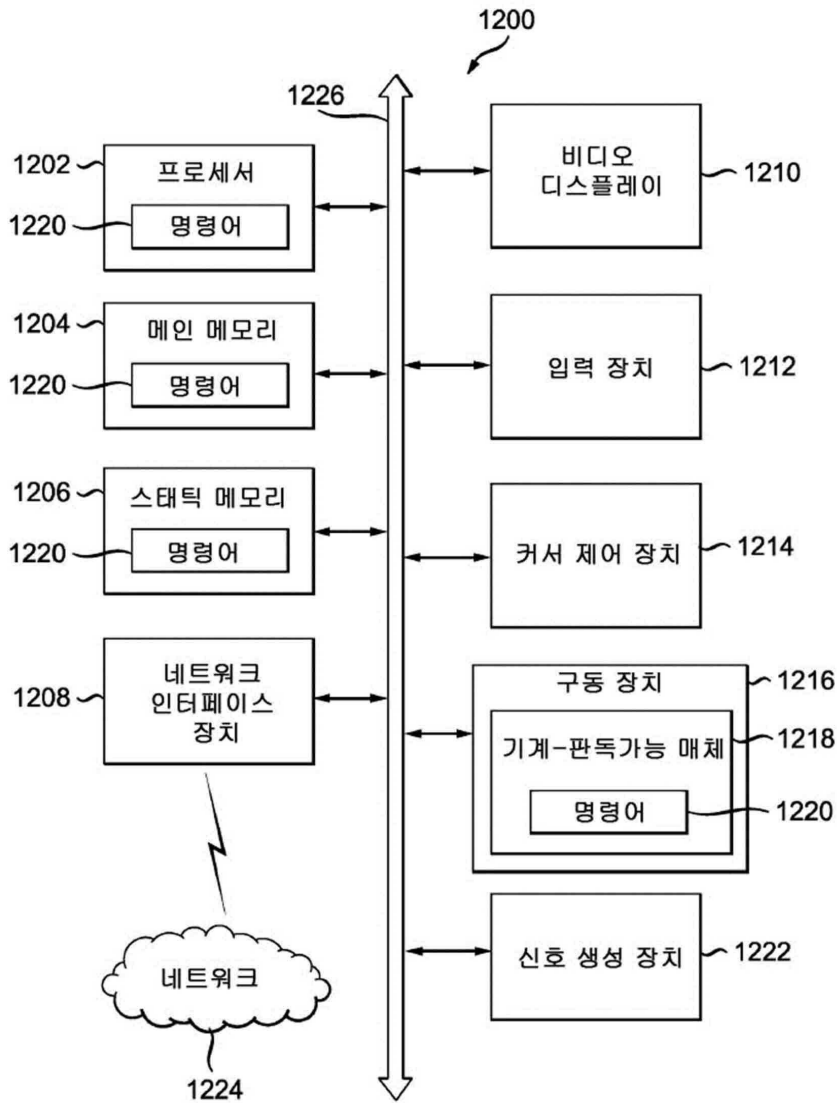 1200
1226
1202
프로세서
1220
명령어
1204
메인 메모리
1220
명령어
1206
스태틱 메모리
1220
명령어
1208
네트워크
인터페이스
장치
네트워크
1224
비디오
디스플레이
1210
입력 장치
1212
커서 제어 장치
1214
구동 장치
1216
기계-판독가능 매체
1218
명령어
1220
신호 생성 장치
1222